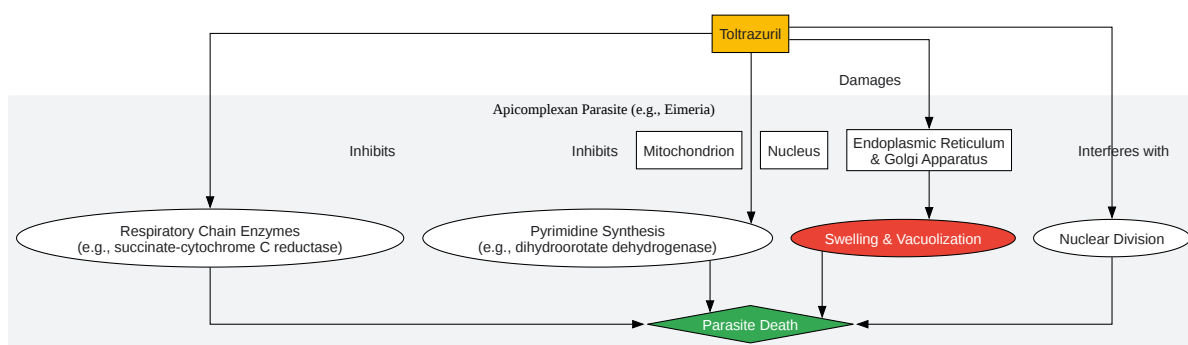 Toltrazuril
Damages
Apicomplexan Parasite (e.g., Eimeria)
Inhibits
Inhibits
Mitochondrion
Nucleus
Endoplasmic Reticulum
& Golgi Apparatus
Interferes with
Respiratory Chain Enzymes
(e.g., succinate-cytochrome C reductase)
Pyrimidine Synthesis
(e.g., dihydroorotate dehydrogenase)
Swelling & Vacuolization
Nuclear Division
Parasite Death